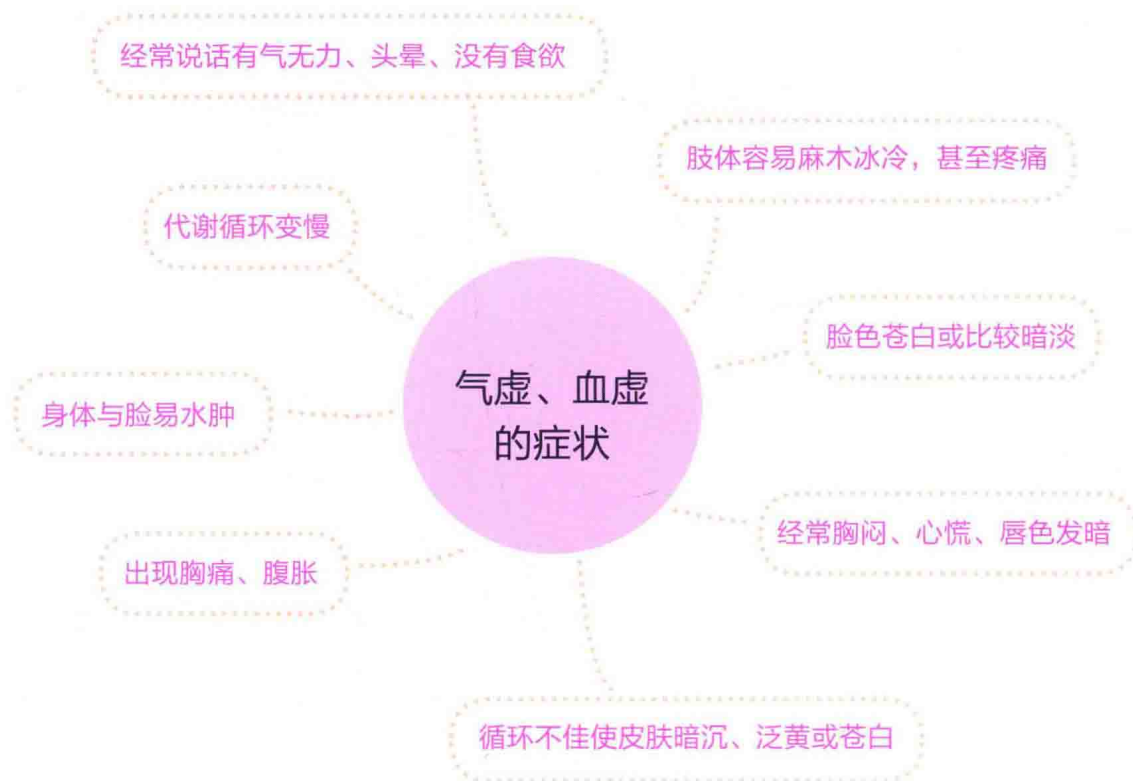 经常说话有气无力、头晕、没有食欲
肢体容易麻木冰冷，甚至疼痛
代谢循环变慢
脸色苍白或比较暗淡
气虚、血虚
的症状
身体与脸易水肿
经常胸闷、心慌、唇色发暗
出现胸痛、腹胀
循环不佳使皮肤暗沉、泛黄或苍白